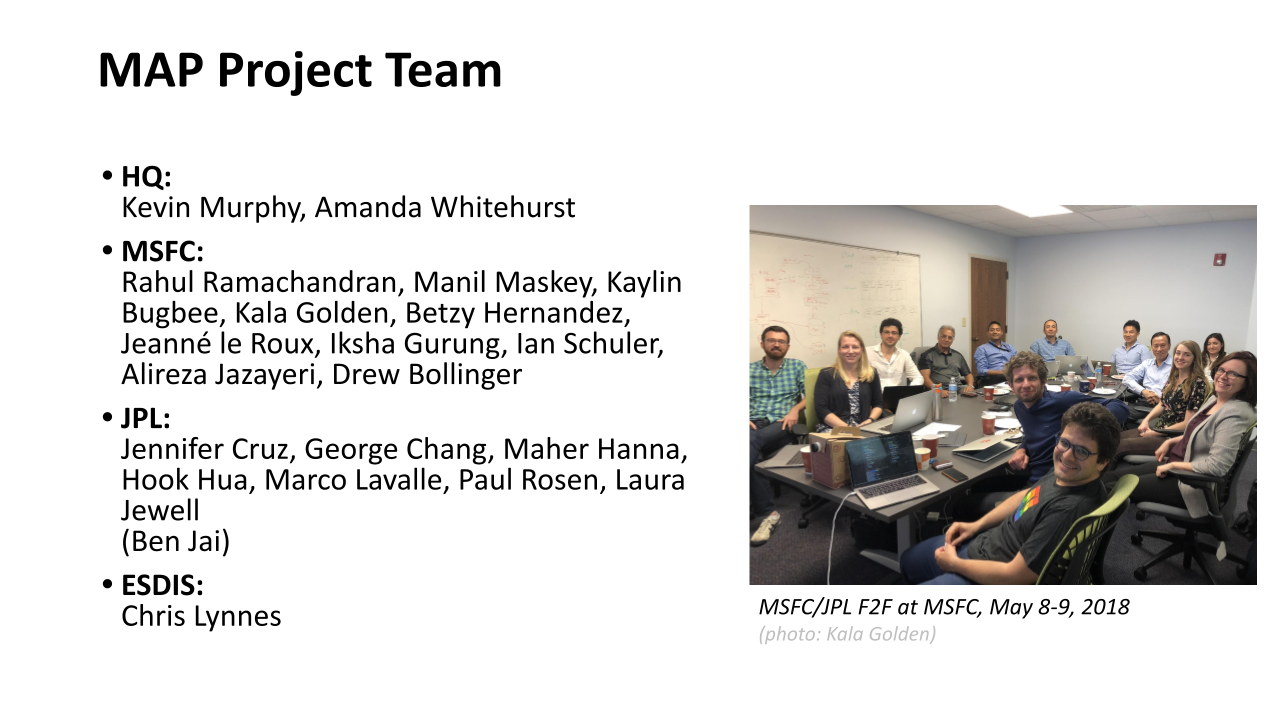 MAP Project Team
• HQ:
Kevin Murphy, Amanda Whitehurst
• MSFC:
Rahul Ramachandran, Manil Maskey, Kaylin
Bugbee, Kala Golden, Betzy Hernandez,
Jeanné le Roux, Iksha Gurung, Ian Schuler,
Alireza Jazayeri, Drew Bollinger
• JPL:
Jennifer Cruz, George Chang, Maher Hanna,
Hook Hua, Marco Lavalle, Paul Rosen, Laura
Jewell
(Ben Jai)
• ESDIS:
Chris Lynnes
MSFC/JPL F2F at MSFC, May 8-9, 2018
(photo: Kala Golden)